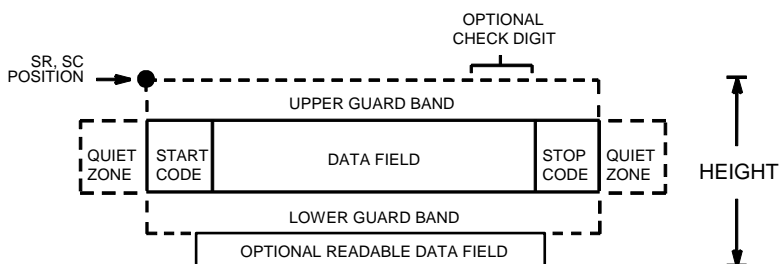 OPTIONAL
CHECK DIGIT
SR, SC
POSITION
UPPER GUARD BAND
QUIET
ZONE
START
CODE
DATA FIELD
STOP
CODE
QUIET
ZONE
HEIGHT
LOWER GUARD BAND
OPTIONAL READABLE DATA FIELD